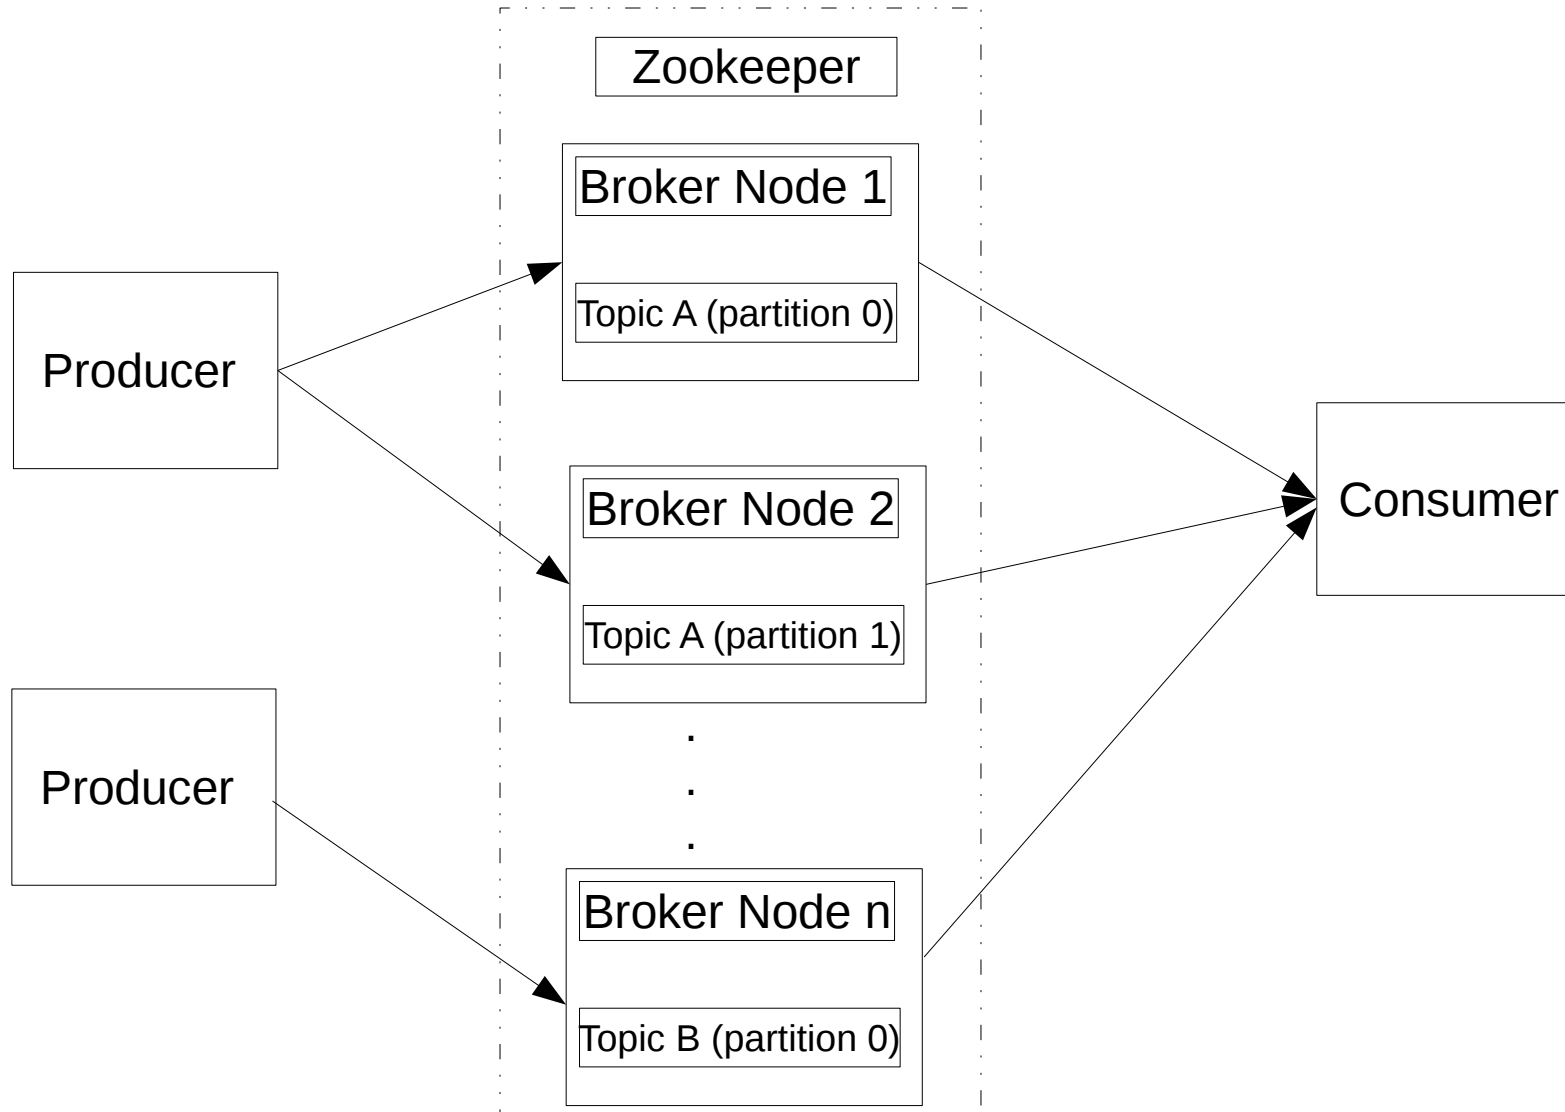 Zookeeper
Broker Node 1
Topic A (partition 0)
Producer
Broker Node 2
Topic A (partition 1)
Consumer
Producer
.
.
.
Broker Node n
Topic B (partition 0)